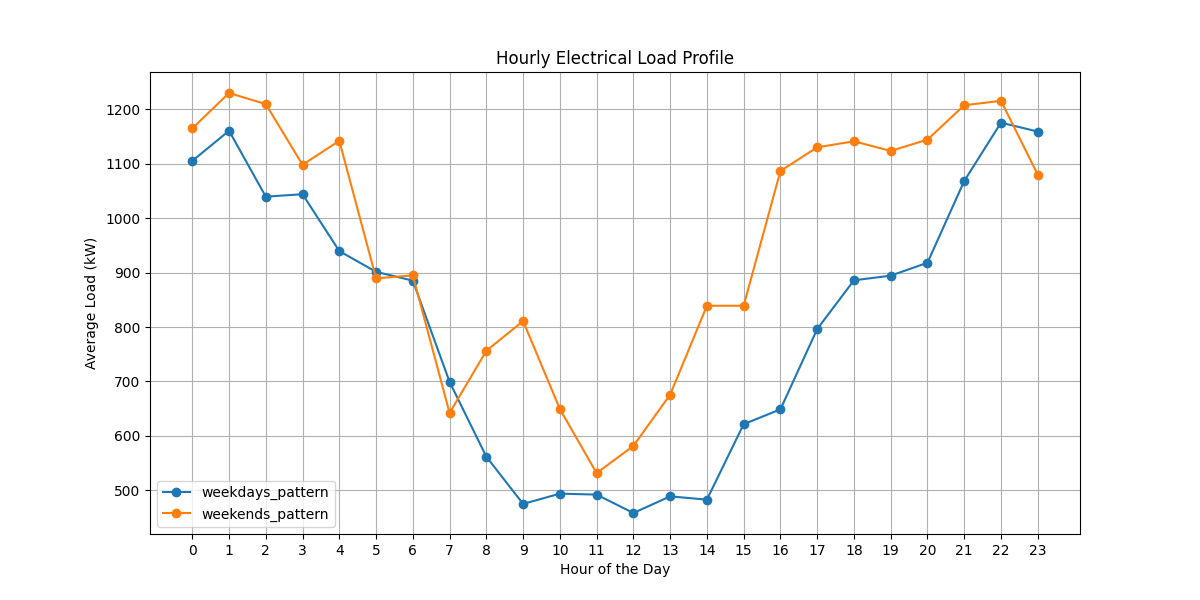 Hourly Electrical Load Profile
Average Load (kW)
1200
1100
1000
900
800
700
600
500
weekdays_pattern
weekends_pattern
0 1 2 3 4 5 6 7 8 9 10 11 12 13 14 15 16 17 18 19 20 21 22 23
Hour of the Day